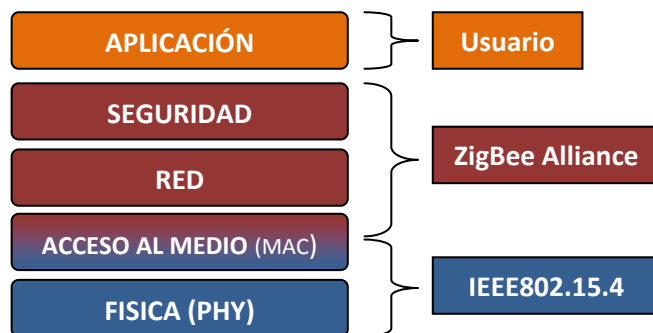 APLICACIÓN
Usuario
SEGURIDAD
ZigBee Alliance
RED
ACCESO AL MEDIO (MAC)
IEEE802.15.4
FISICA (PHY)